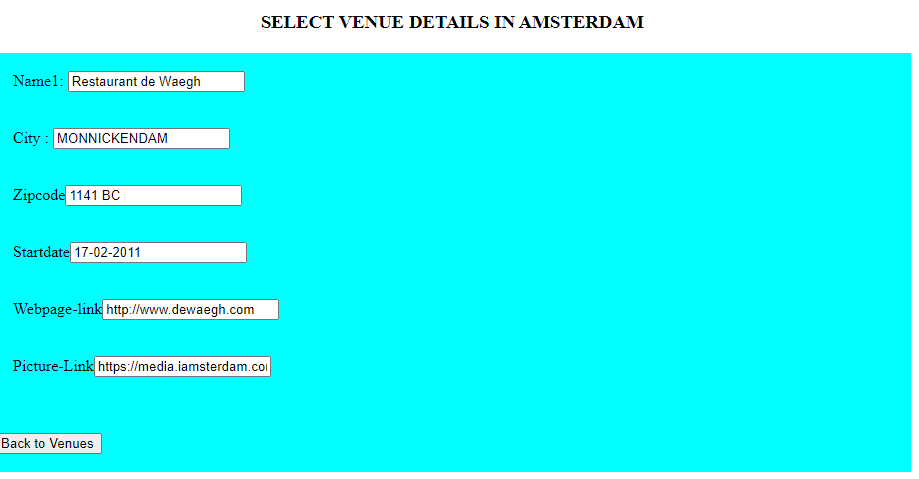 SELECT VENUE DETAILS IN AMSTERDAM
Name1: Restaurant de Waegh
City : MONNICKENDAM
Zipcode 1141 BC
Startdate 17-02-2011
Webpage-link http://www.dewaegh.com
Picture-Link https://media.iamsterdam.co
Back to Venues